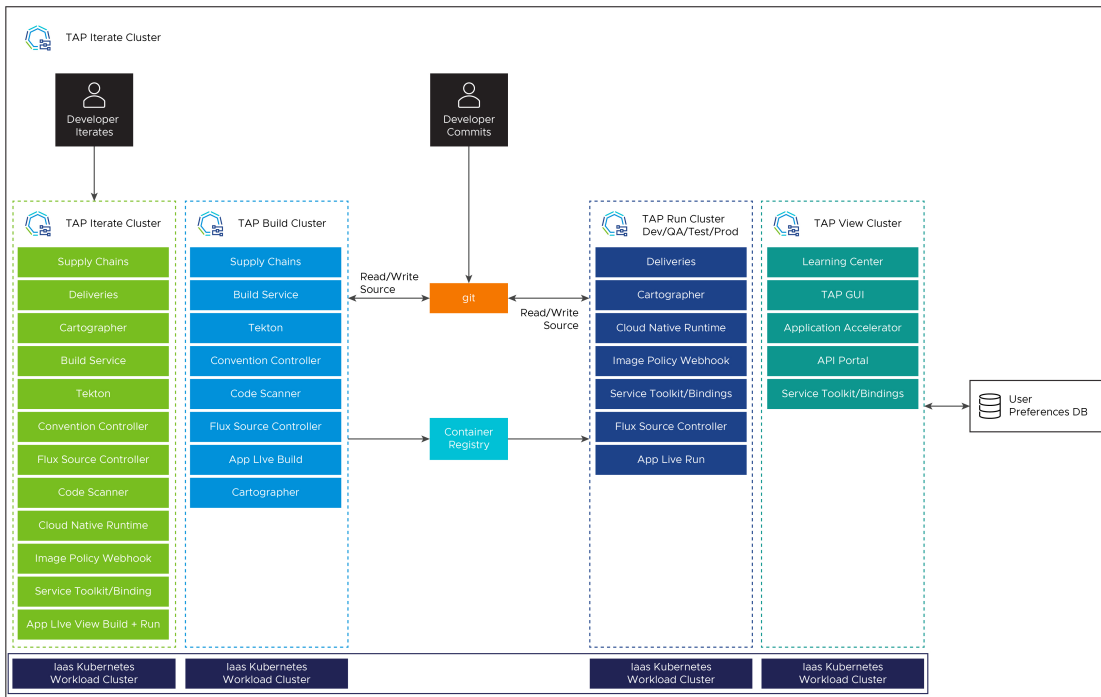 TAP Iterate Cluster
Developer
Iterates
Developer
Commits
TAP Iterate Cluster
Supply Chains
Deliveries
Cartographer
Build Service
Tekton
Convention Controller
Flux Source Controller
Code Scanner
Cloud Native Runtime
Image Policy Webhook
Service Toolkit/Binding
App LIve View Build + Run
TAP Build Cluster
Supply Chains
Build Service
Tekton
Convention Controller
Code Scanner
Flux Source Controller
App LIve Build
Cartographer
Read/Write
Source
git
Read/Write
Source
Container
Registry
TAP Run Cluster
Dev/QA/Test/Prod
Deliveries
Cartographer
Cloud Native Runtime
Image Policy Webhook
Service Toolkit/Bindings
Flux Source Controller
App Live Run
TAP View Cluster
Learning Center
TAP GUI
Application Accelerator
API Portal
Service Toolkit/Bindings
User
Preferences DB
Iaas Kubernetes
Workload Cluster
Iaas Kubernetes
Workload Cluster
Iaas Kubernetes
Workload Cluster
Iaas Kubernetes
Workload Cluster